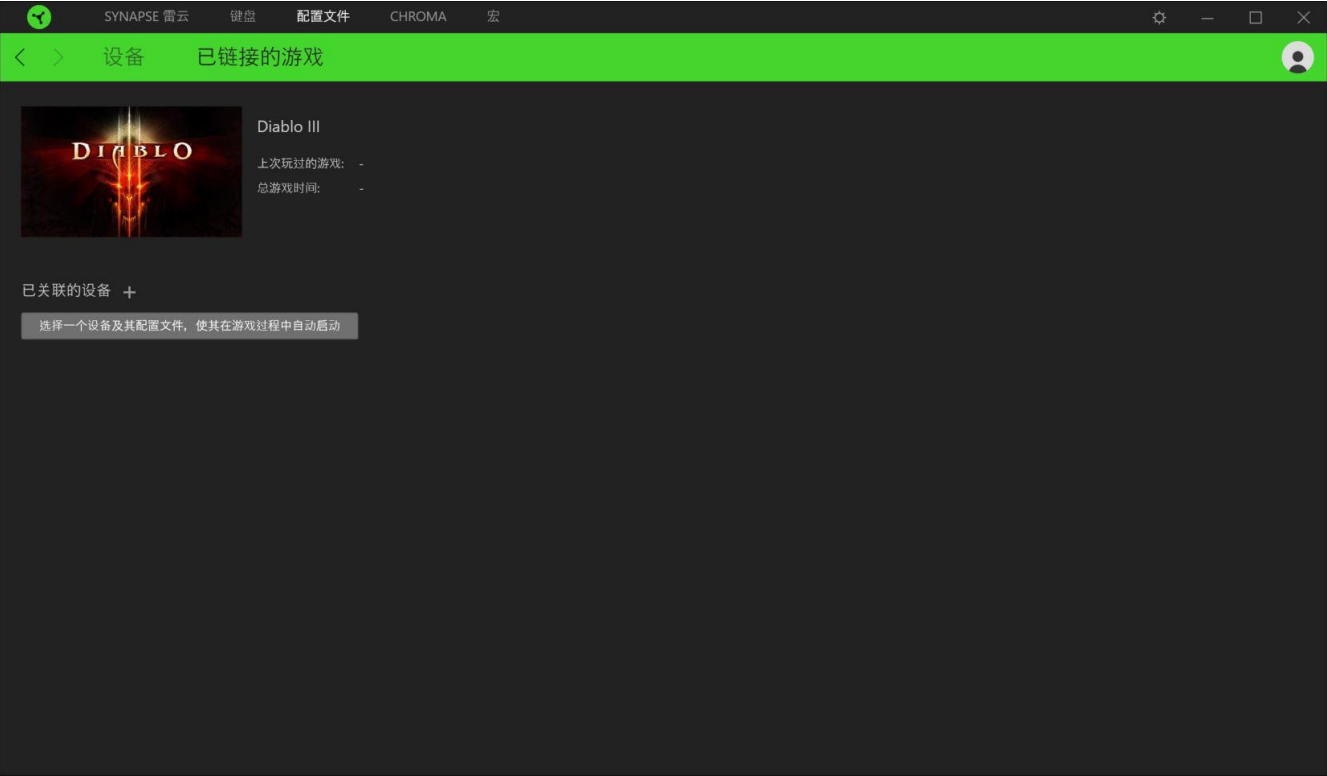 SYNAPSE 雷云 键盘 配置文件 CHROMA 宏
设备 已链接的游戏
DIABLO
Diablo III
上次玩过的游戏: -
总游戏时间: -
已关联的设备 +
选择一个设备及其配置文件，使其在游戏过程中自动启动